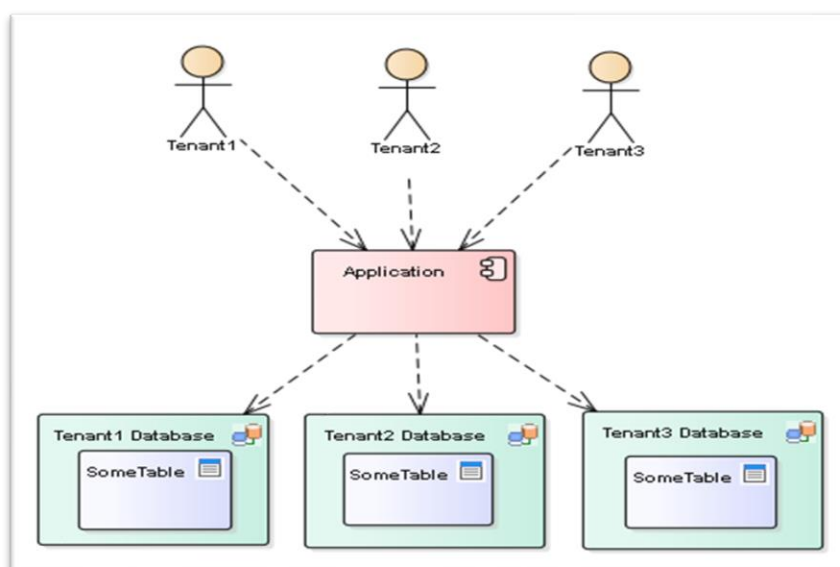 Tenant1
Tenant2
Tenant3
Application
Tenant1 Database
SomeTable
Tenant2 Database
SomeTable
Tenant3 Database
SomeTable